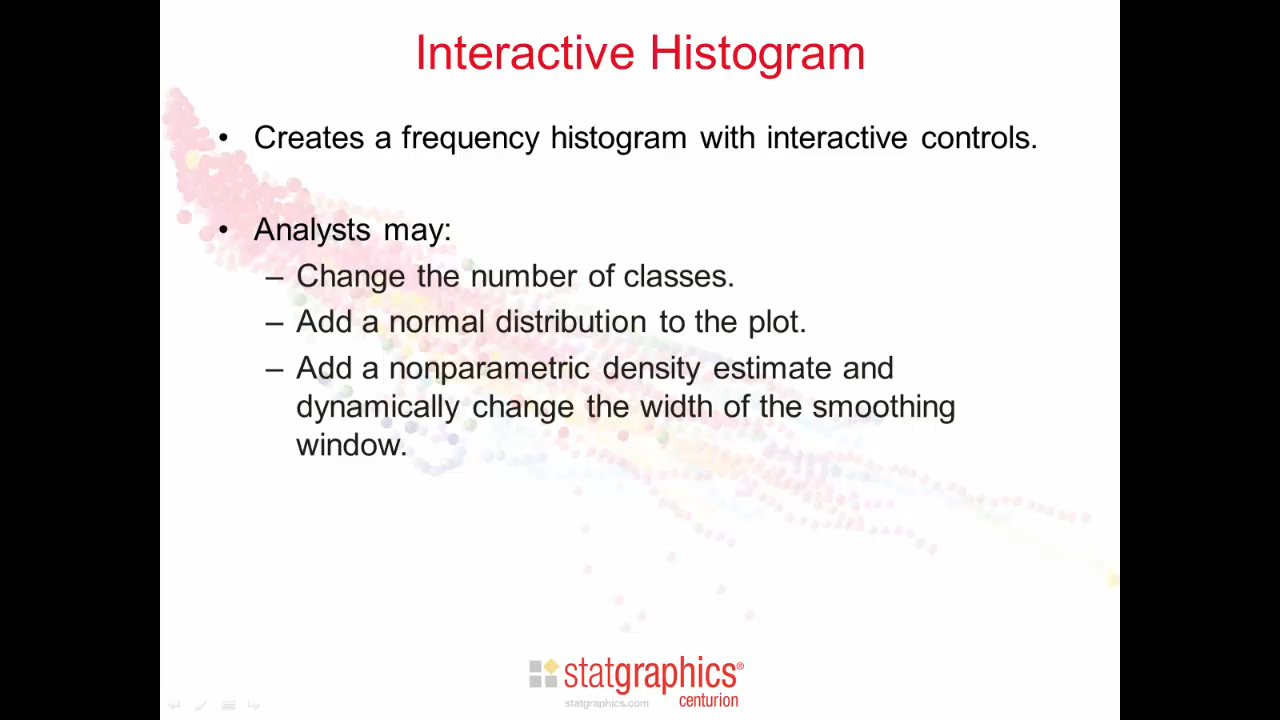 Interactive Histogram
• Creates a frequency histogram with interactive controls.
• Analysts may:
– Change the number of classes.
– Add a normal distribution to the plot.
– Add a nonparametric density estimate and
dynamically change the width of the smoothing
window.
statgraphics®
centurion
statgraphics.com